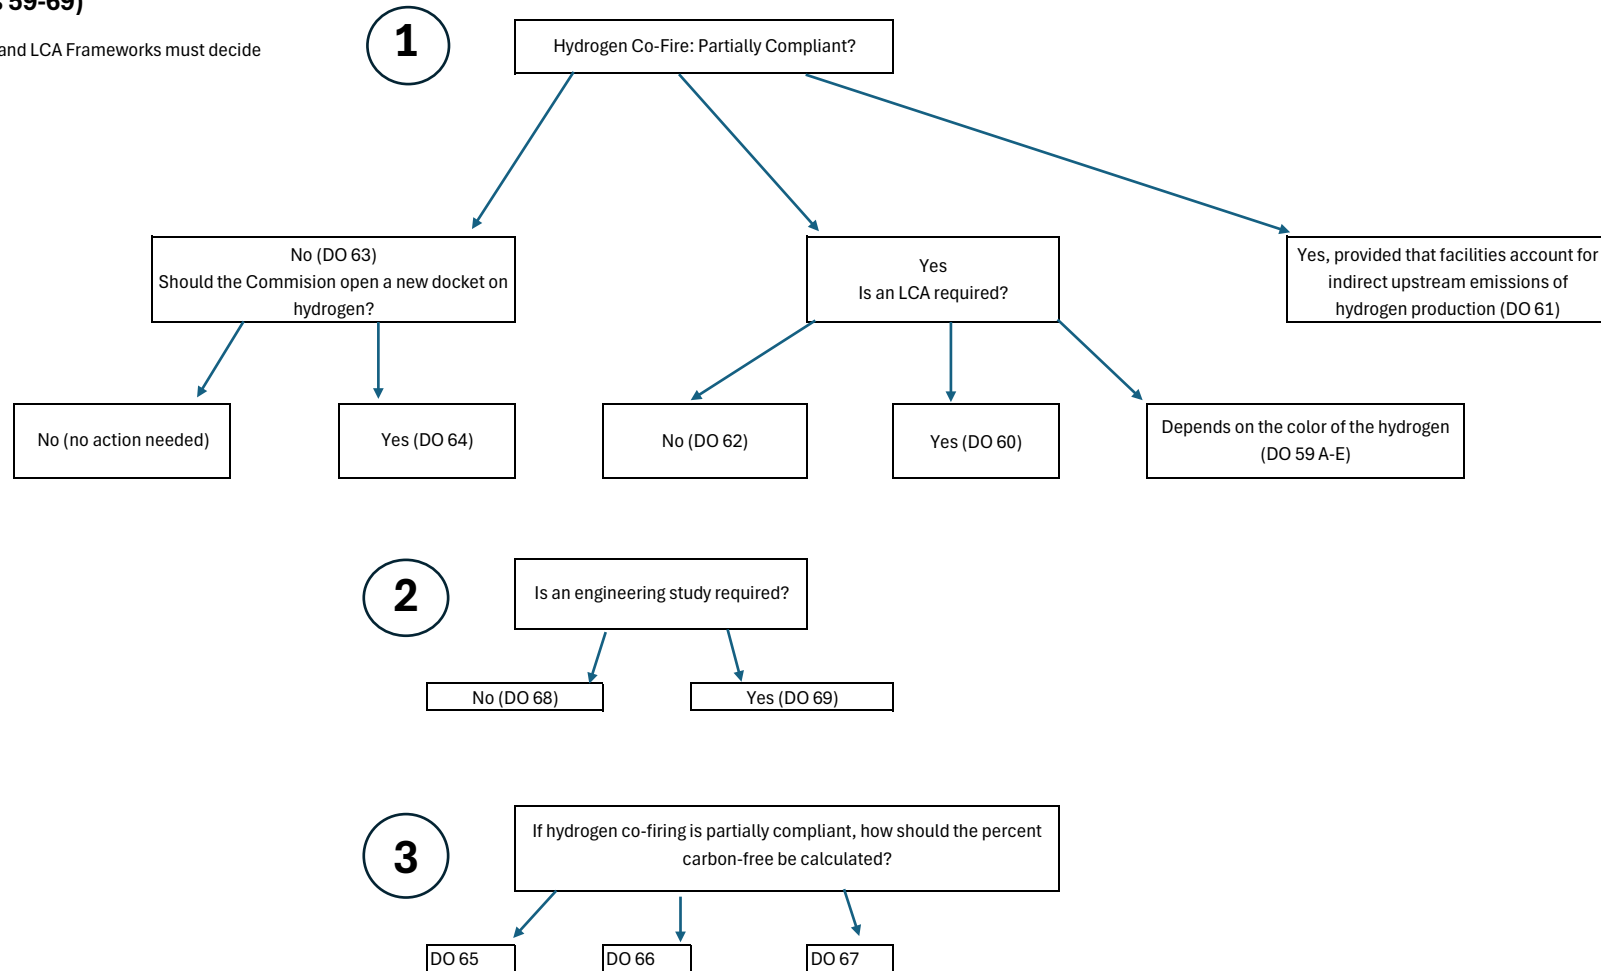 59-69)
and LCA Frameworks must decide
1
Hydrogen Co-Fire: Partially Compliant?
No (DO 63)
Should the Commision open a new docket on
hydrogen?
Yes
Is an LCA required?
Yes, provided that facilities account for
indirect upstream emissions of
hydrogen production (DO 61)
No (no action needed)
Yes (DO 64)
No (DO 62)
Yes (DO 60)
Depends on the color of the hydrogen
(DO 59 A-E)
2
Is an engineering study required?
No (DO 68)
Yes (DO 69)
3
If hydrogen co-firing is partially compliant, how should the percent
carbon-free be calculated?
DO 65
DO 66
DO 67